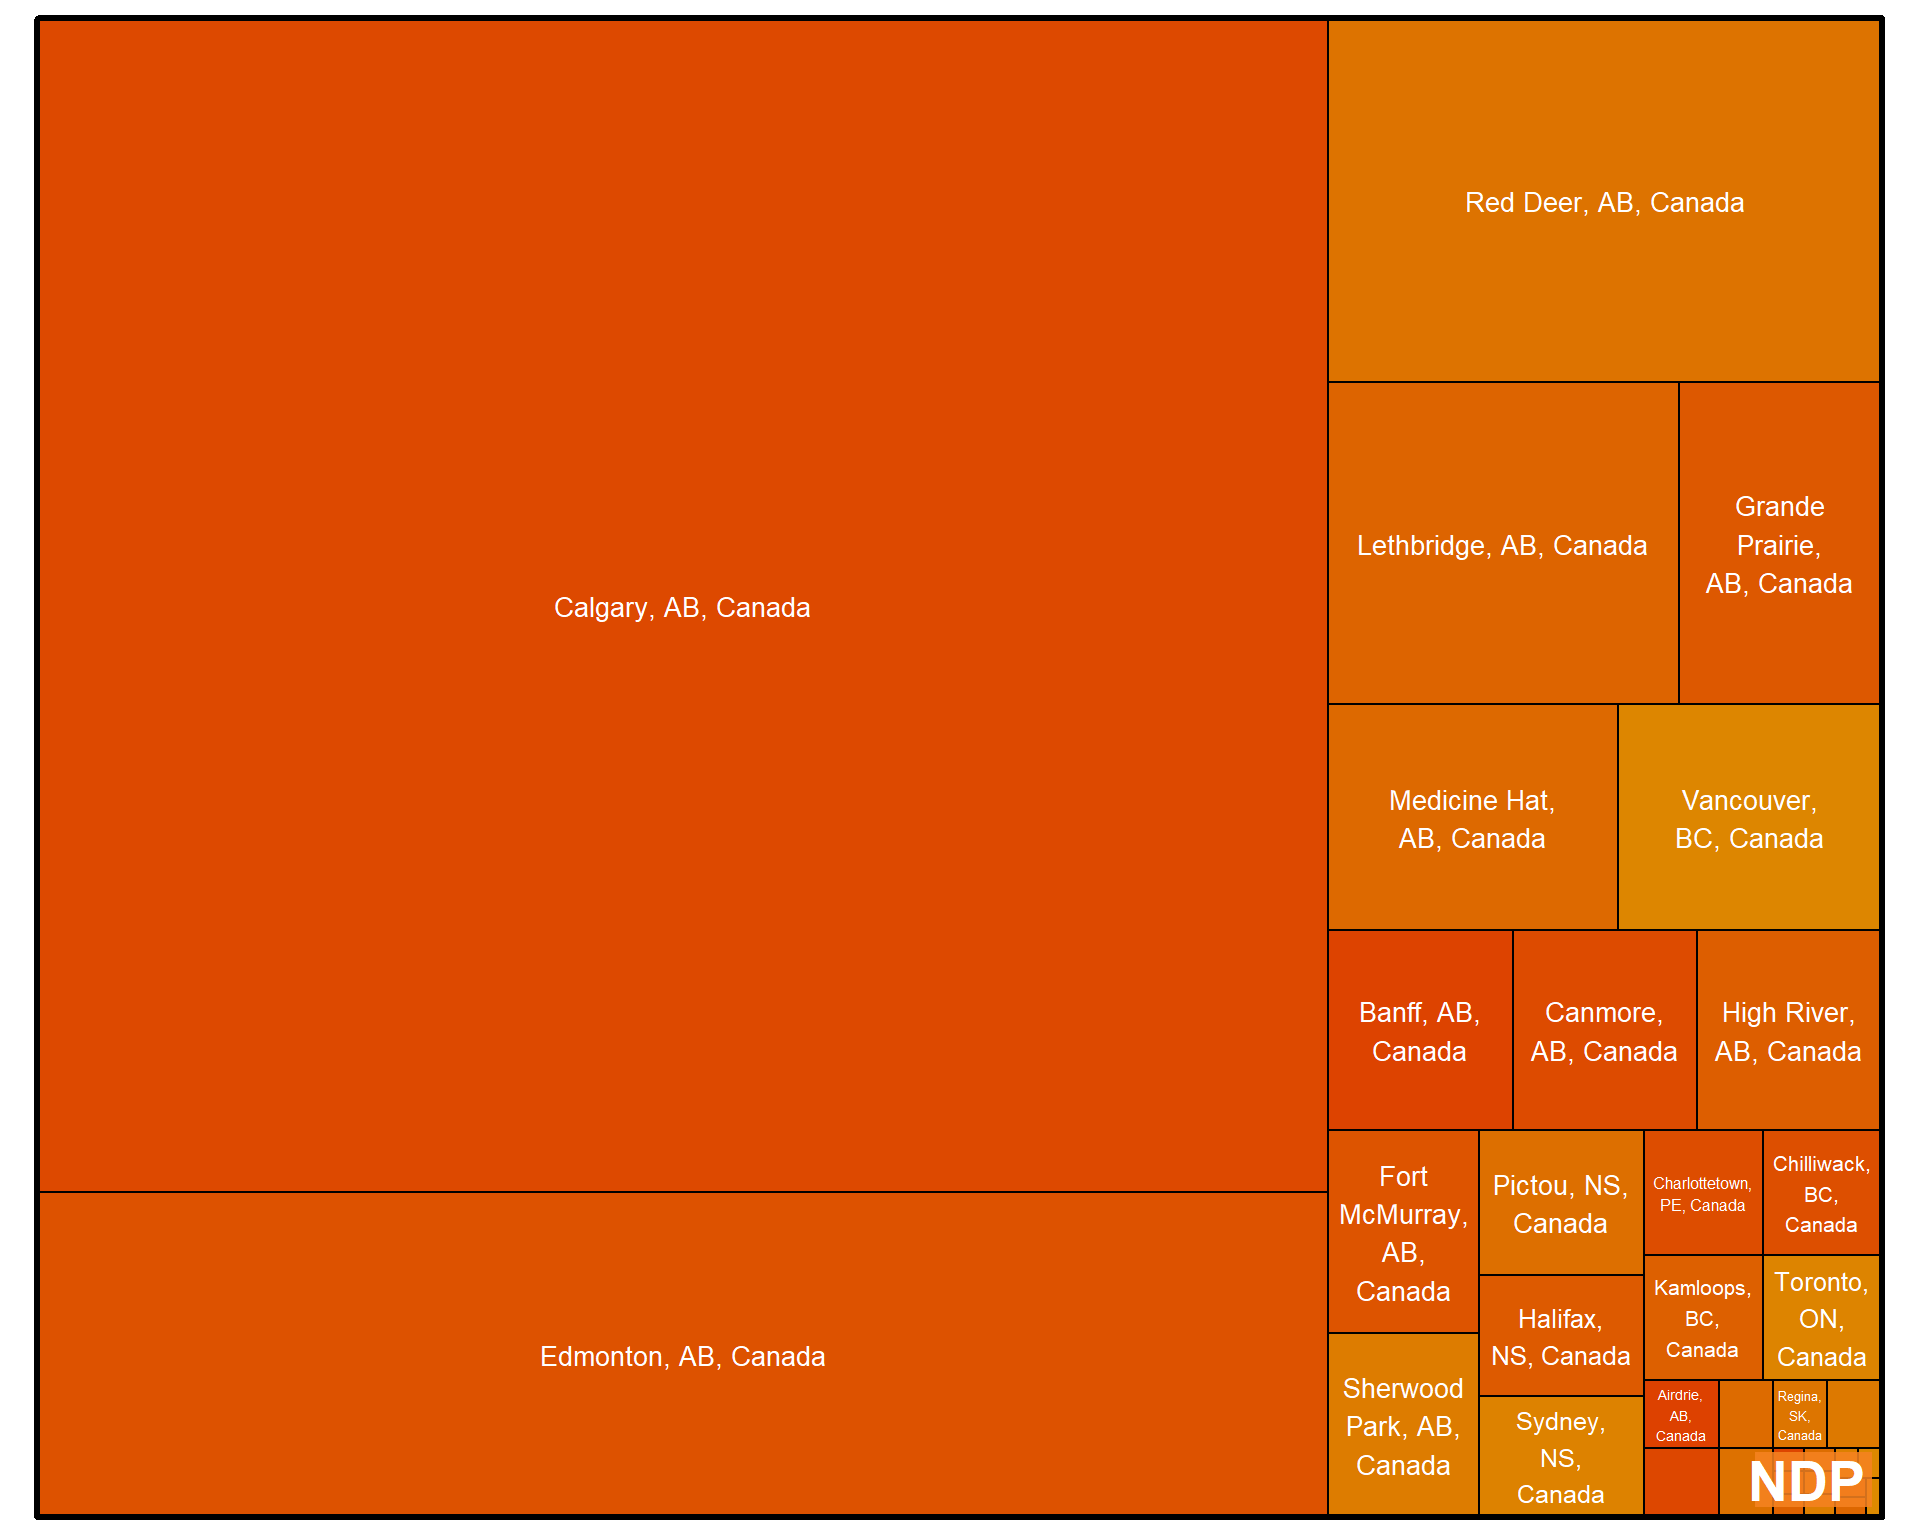 Calgary, AB, Canada
Edmonton, AB, Canada
Red Deer, AB, Canada
Lethbridge, AB, Canada
Grande
Prairie,
AB, Canada
Medicine Hat,
AB, Canada
Vancouver,
BC, Canada
Banff, AB,
Canada
Canmore,
AB, Canada
High River,
AB, Canada
Fort
McMurray,
AB,
Canada
Sherwood
Park, AB,
Canada
Pictou, NS,
Canada
Halifax,
NS, Canada
Sydney,
NS,
Canada
Charlottetown,
PE, Canada
Chilliwack,
BC,
Canada
Kamloops,
BC,
Canada
Toronto,
ON,
Canada
Airdrie,
AB,
Canada
Regina,
SK,
Canada
NDP